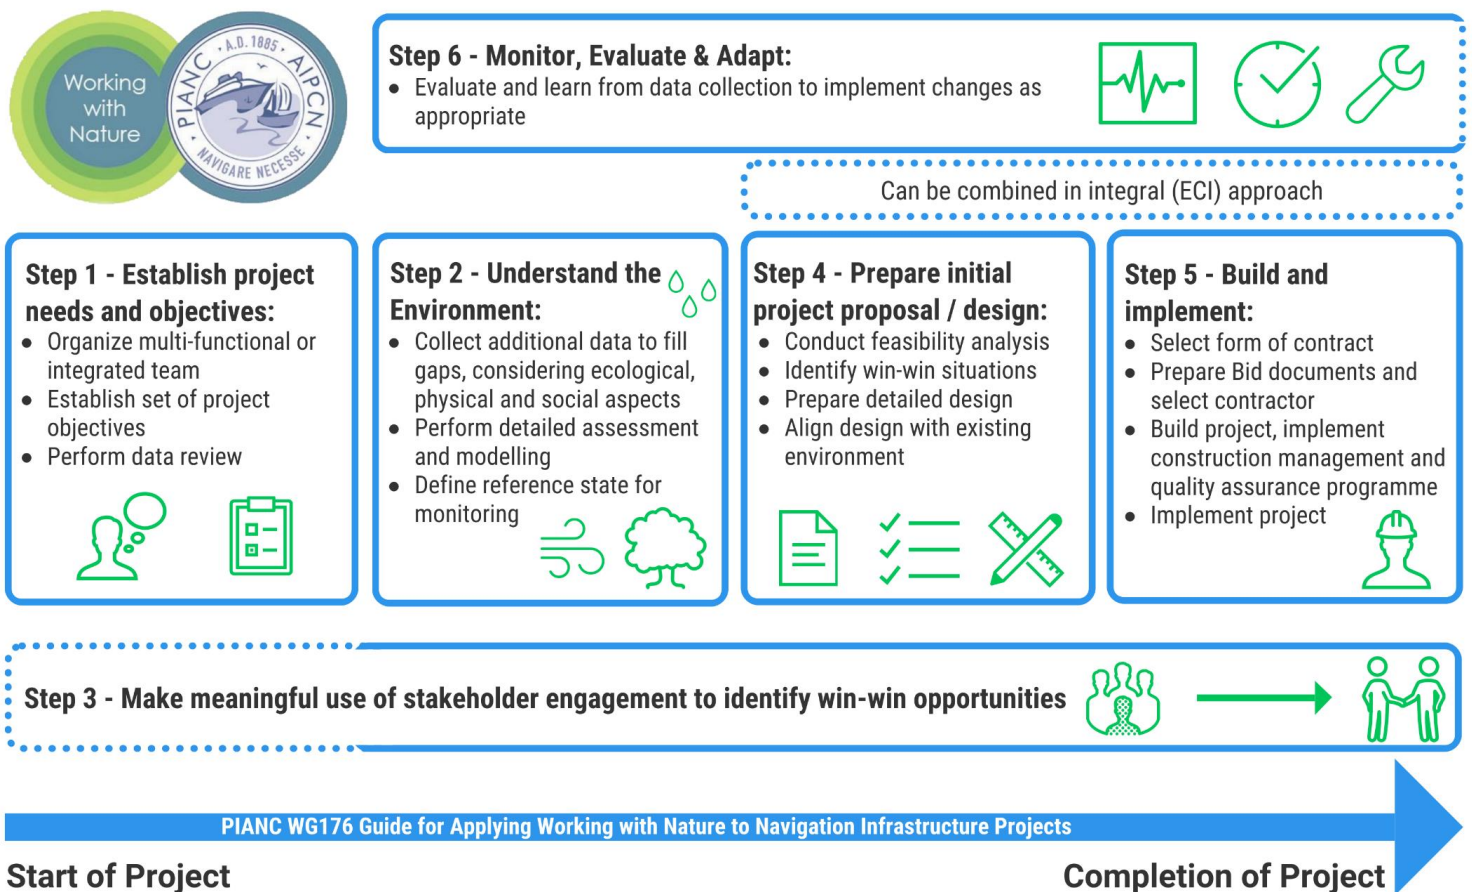 Working
with
Nature
PIANC · A.D. 1885 · AIPCN
NAVIGARE NECESSE
Step 6 - Monitor, Evaluate & Adapt:
• Evaluate and learn from data collection to implement changes as
appropriate
Can be combined in integral (ECI) approach
Step 1 - Establish project
needs and objectives:
• Organize multi-functional or
integrated team
• Establish set of project
objectives
• Perform data review
Step 2 - Understand the
Environment:
• Collect additional data to fill
gaps, considering ecological,
physical and social aspects
• Perform detailed assessment
and modelling
• Define reference state for
monitoring
Step 4 - Prepare initial
project proposal / design:
• Conduct feasibility analysis
• Identify win-win situations
• Prepare detailed design
• Align design with existing
environment
Step 5 - Build and
implement:
• Select form of contract
• Prepare Bid documents and
select contractor
• Build project, implement
construction management and
quality assurance programme
• Implement project
Step 3 - Make meaningful use of stakeholder engagement to identify win-win opportunities
PIANC WG176 Guide for Applying Working with Nature to Navigation Infrastructure Projects
Start of Project
Completion of Project